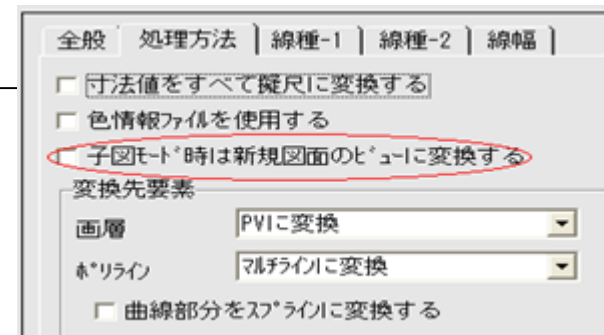 全般 処理方法 線種-1 線種-2 線幅
寸法値をすべて擬尺に変換する
色情報ﾌｧｲﾙを使用する
子図ﾓｰﾄﾞ時は新規図面のﾋﾞｭｰに変換する
変換先要素
画層 PVに変換
ﾎﾟﾘﾗｲﾝ ﾏﾙﾁﾗｲﾝに変換
曲線部分をｽﾌﾟﾗｲﾝに変換する